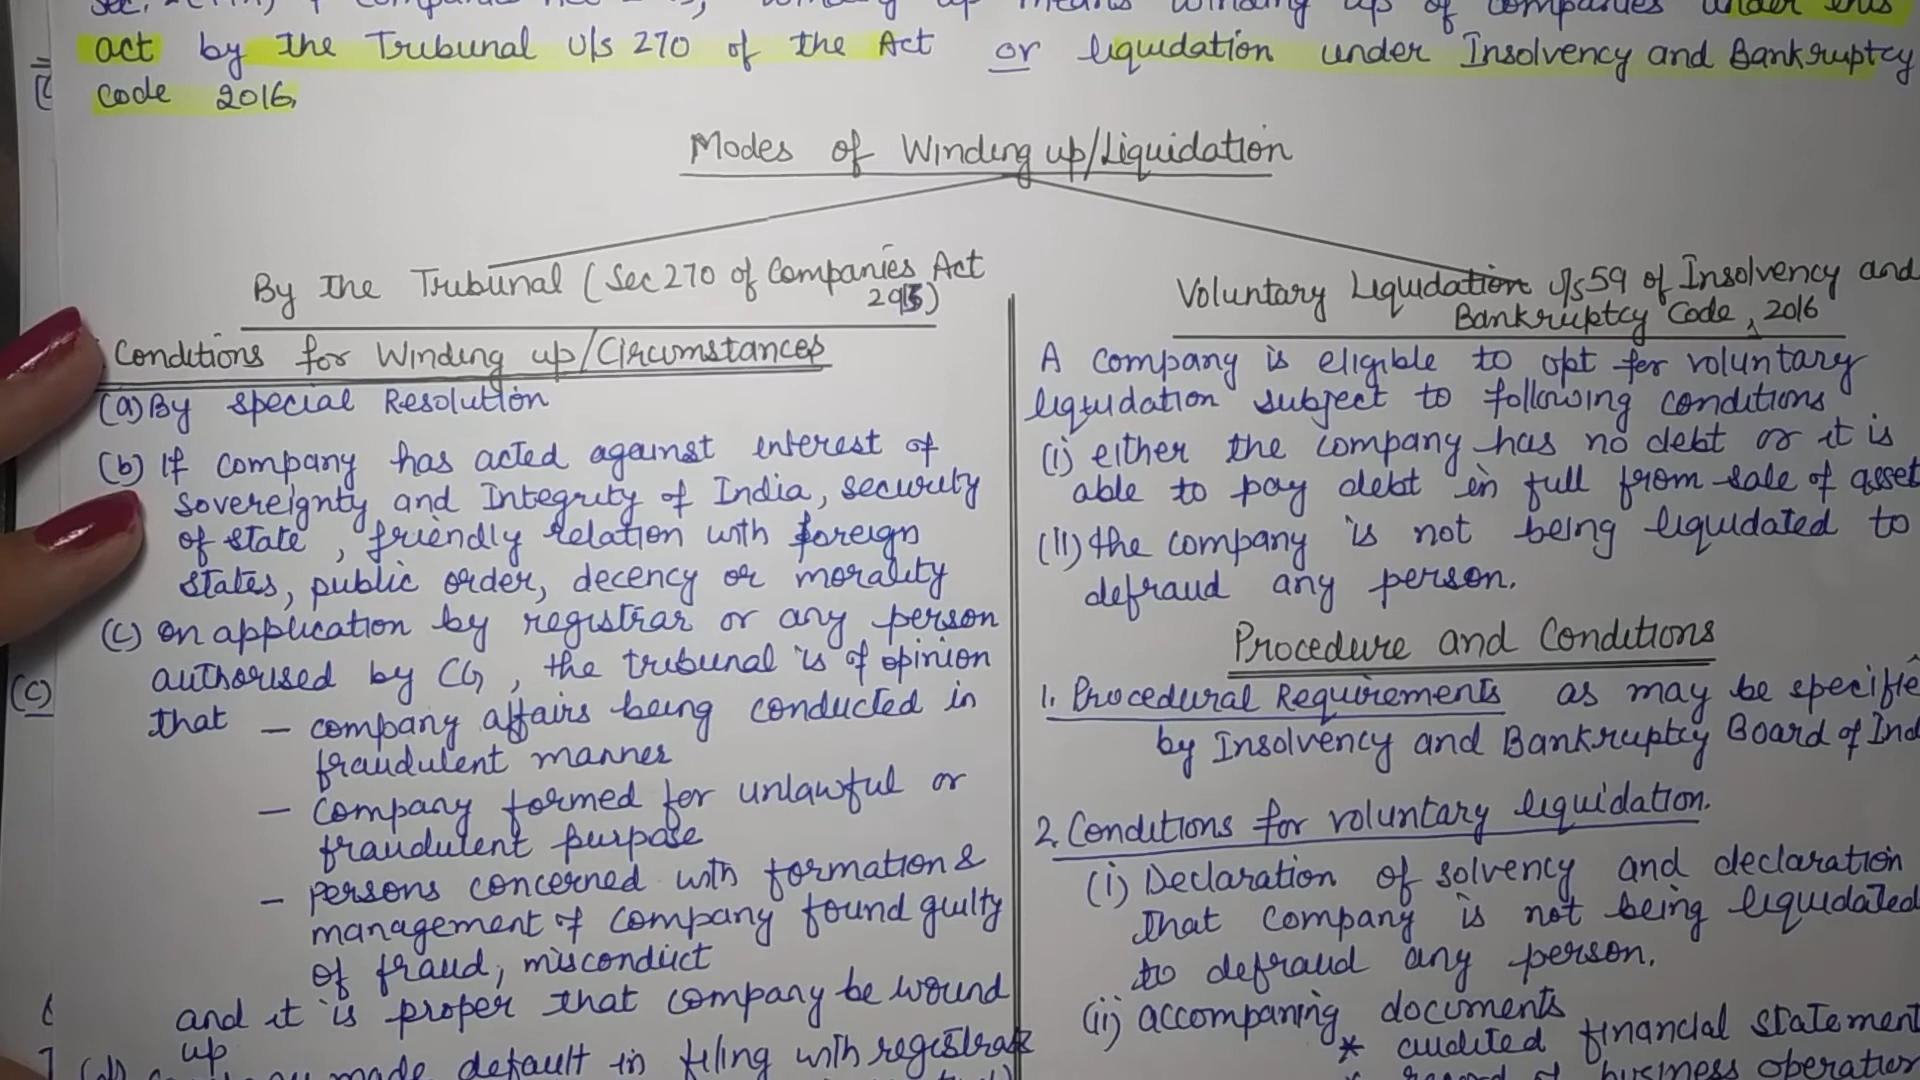 act by the Tribunal U/s 270 of the Act or liquidation under Insolvency and Bankruptcy
Code 2016.
Modes of Winding up/Liquidation
By the Tribunal (Sec 270 of Companies Act
2013)
Conditions for Winding up/Circumstances
(a) By special Resolution
(b) If company has acted against interest of
sovereignty and Integrity of India, security
of state, friendly relation with foreign
states, public order, decency or morality
(c) on application by registrar or any person
authorised by CG, the tribunal is of opinion
that – company affairs being conducted in
fraudulent manner
– company formed for unlawful or
fraudulent purpose
– persons concerned with formation &
management of company found guilty
of fraud, misconduct
and it is proper that company be wound
up
made default in filing with registrar
Voluntary Liquidation U/s 59 of Insolvency and
Bankruptcy Code, 2016
A company is eligible to opt for voluntary
liquidation subject to following conditions
(i) either the company has no debt or it is
able to pay debt in full from sale of asset
(II) the company is not being liquidated to
defraud any person.
Procedure and Conditions
1. Procedural Requirements as may be specifie
by Insolvency and Bankruptcy Board of Ind
2. Conditions for voluntary liquidation.
(i) Declaration of solvency and declaration
that company is not being liquidated
to defraud any person.
(ii) accompaning documents
* audited financial statement
business operation
(c)